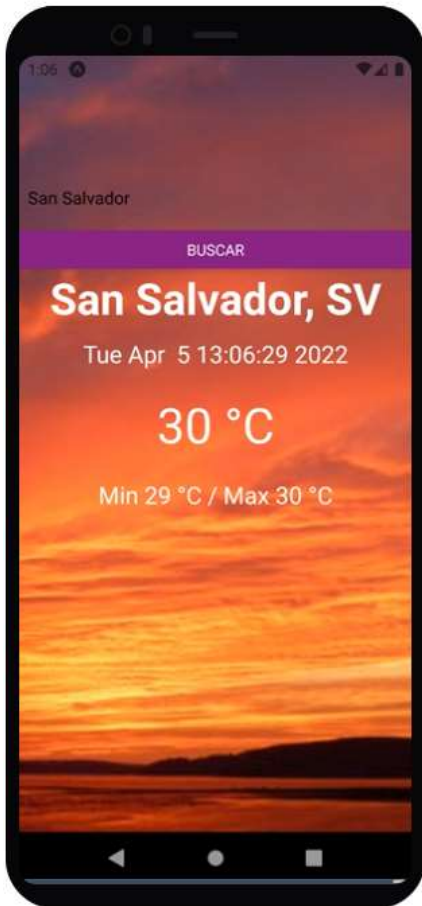 1:06
San Salvador
BUSCAR
San Salvador, SV
Tue Apr  5 13:06:29 2022
30 °C
Min 29 °C / Max 30 °C